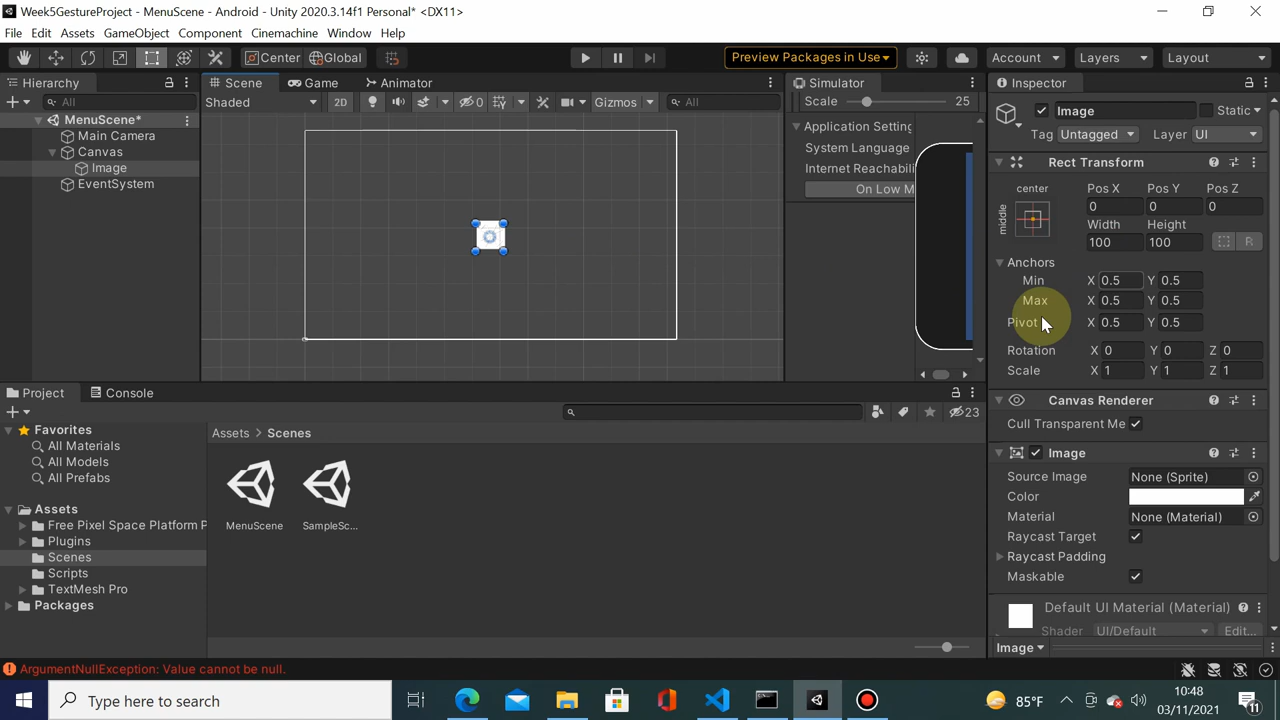 Week5GestureProject - MenuScene - Android - Unity 2020.3.14f1 Personal* <DX11>
File Edit Assets GameObject Component Cinemachine Window Help
Center Global Preview Packages in Use Account Layers Layout
Hierarchy
All
MenuScene*
Main Camera
Canvas
Image
EventSystem
Scene Game Animator
Shaded 2D 0 Gizmos All
Simulator
Scale 25
Application Setting
System Language
Internet Reachabili
On Low M
Inspector
Image Static
Tag Untagged Layer UI
Rect Transform
center Pos X Pos Y Pos Z
middle 0 0 0
Width Height
100 100 R
Anchors
Min X 0.5 Y 0.5
Max X 0.5 Y 0.5
Pivot X 0.5 Y 0.5
Rotation X 0 Y 0 Z 0
Scale X 1 Y 1 Z 1
Canvas Renderer
Cull Transparent Me
Image
Source Image None (Sprite)
Color
Material None (Material)
Raycast Target
Raycast Padding
Maskable
Default UI Material (Material)
Shader UI/Default Edit...
Image
Project Console
23
Favorites
All Materials
All Models
All Prefabs
Assets
Free Pixel Space Platform P
Plugins
Scenes
Scripts
TextMesh Pro
Packages
Assets > Scenes
MenuScene SampleSc...
ArgumentNullException: Value cannot be null.
Type here to search
85°F
10:48
03/11/2021
11